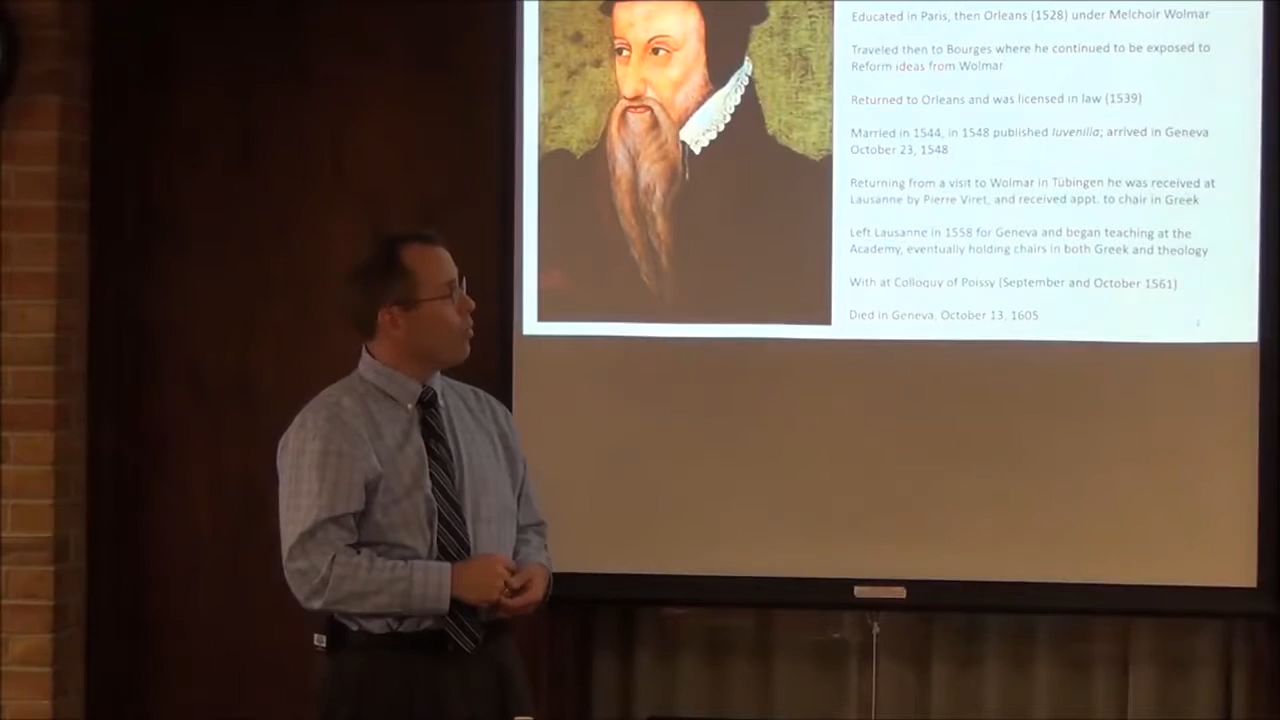 Educated in Paris, then Orleans (1528) under Melchoir Wolmar
Traveled then to Bourges where he continued to be exposed to
Reform ideas from Wolmar
Returned to Orleans and was licensed in law (1539)
Married in 1544, in 1548 published Iuvenilia; arrived in Geneva
October 23, 1548
Returning from a visit to Wolmar in Tübingen he was received at
Lausanne by Pierre Viret, and received appt. to chair in Greek
Left Lausanne in 1558 for Geneva and began teaching at the
Academy, eventually holding chairs in both Greek and theology
With at Colloquy of Poissy (September and October 1561)
Died in Geneva, October 13, 1605
2